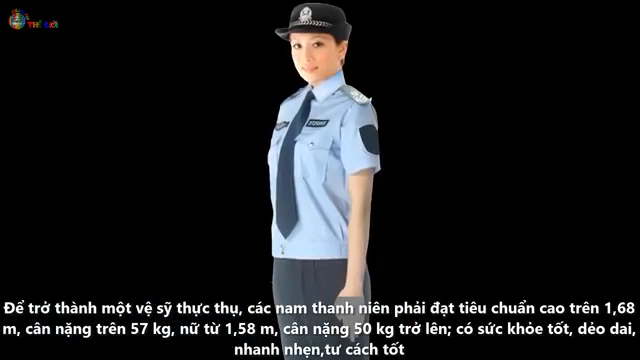 THẾ GIỚI
Để trở thành một vệ sỹ thực thụ, các nam thanh niên phải đạt tiêu chuẩn cao trên 1,68
m, cân nặng trên 57 kg, nữ từ 1,58 m, cân nặng 50 kg trở lên; có sức khỏe tốt, dẻo dai,
nhanh nhẹn,tư cách tốt